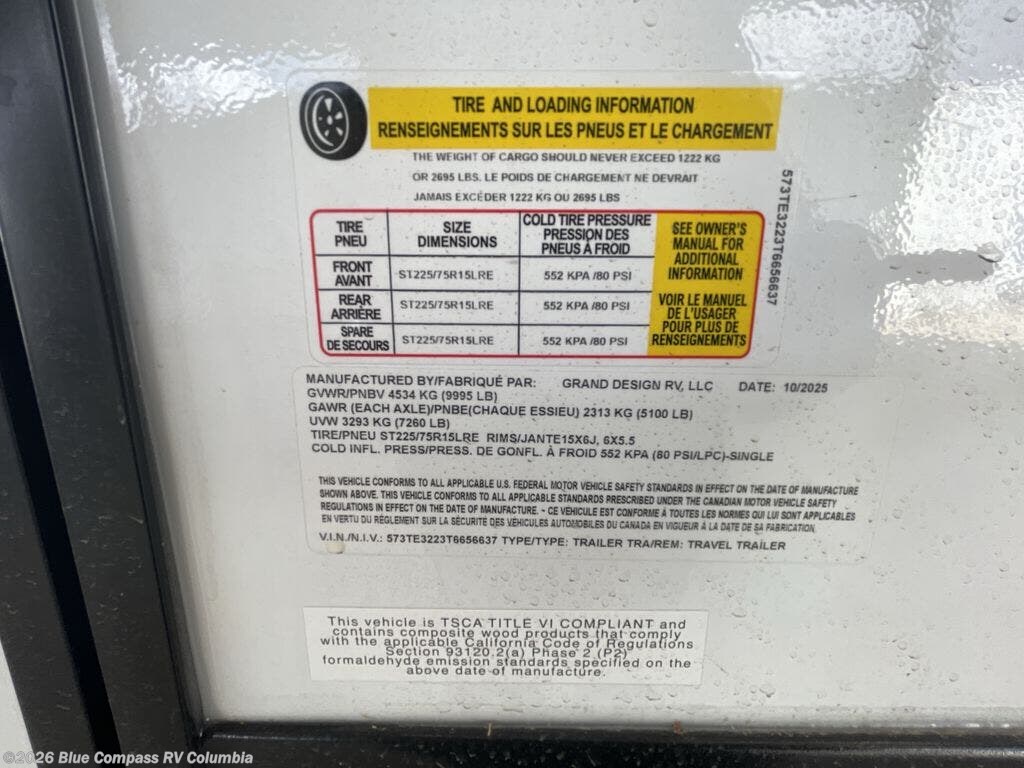 TIRE AND LOADING INFORMATION
RENSEIGNEMENTS SUR LES PNEUS ET LE CHARGEMENT
THE WEIGHT OF CARGO SHOULD NEVER EXCEED 1222 KG
OR 2695 LBS. LE POIDS DE CHARGEMENT NE DEVRAIT
JAMAIS EXCÉDER 1222 KG OU 2695 LBS
TIRE
PNEU
SIZE
DIMENSIONS
COLD TIRE PRESSURE
PRESSION DES
PNEUS À FROID
FRONT
AVANT
ST225/75R15LRE
552 KPA /80 PSI
REAR
ARRIÈRE
ST225/75R15LRE
552 KPA /80 PSI
SPARE
DE SECOURS
ST225/75R15LRE
552 KPA /80 PSI
SEE OWNER'S
MANUAL FOR
ADDITIONAL
INFORMATION
VOIR LE MANUEL
DE L'USAGER
POUR PLUS DE
RENSEIGNEMENTS
573TE3223T6656637
MANUFACTURED BY/FABRIQUÉ PAR: GRAND DESIGN RV, LLC DATE: 10/2025
GVWR/PNBV 4534 KG (9995 LB)
GAWR (EACH AXLE)/PNBE(CHAQUE ESSIEU) 2313 KG (5100 LB)
UVW 3293 KG (7260 LB)
TIRE/PNEU ST225/75R15LRE RIMS/JANTE15X6J, 6X5.5
COLD INFL. PRESS/PRESS. DE GONFL. À FROID 552 KPA (80 PSI/LPC)-SINGLE
THIS VEHICLE CONFORMS TO ALL APPLICABLE U.S. FEDERAL MOTOR VEHICLE SAFETY STANDARDS IN EFFECT ON THE DATE OF MANUFACTURE
SHOWN ABOVE. THIS VEHICLE CONFORMS TO ALL APPLICABLE STANDARDS PRESCRIBED UNDER THE CANADIAN MOTOR VEHICLE SAFETY
REGULATIONS IN EFFECT ON THE DATE OF MANUFACTURE. - CE VÉHICULE EST CONFORME À TOUTES LES NORMES QUI LUI SONT APPLICABLES
EN VERTU DU RÈGLEMENT SUR LA SÉCURITÉ DES VÉHICULES AUTOMOBILES DU CANADA EN VIGUEUR À LA DATE DE SA FABRICATION.
V.I.N./N.I.V.: 573TE3223T6656637 TYPE/TYPE: TRAILER TRA/REM: TRAVEL TRAILER
This vehicle is TSCA TITLE VI COMPLIANT and
contains composite wood products that comply
with the applicable California Code of Regulations
Section 93120.2(a) Phase 2 (P2)
formaldehyde emission standards specified on the
above date of manufacture.
©2026 Blue Compass RV Columbia